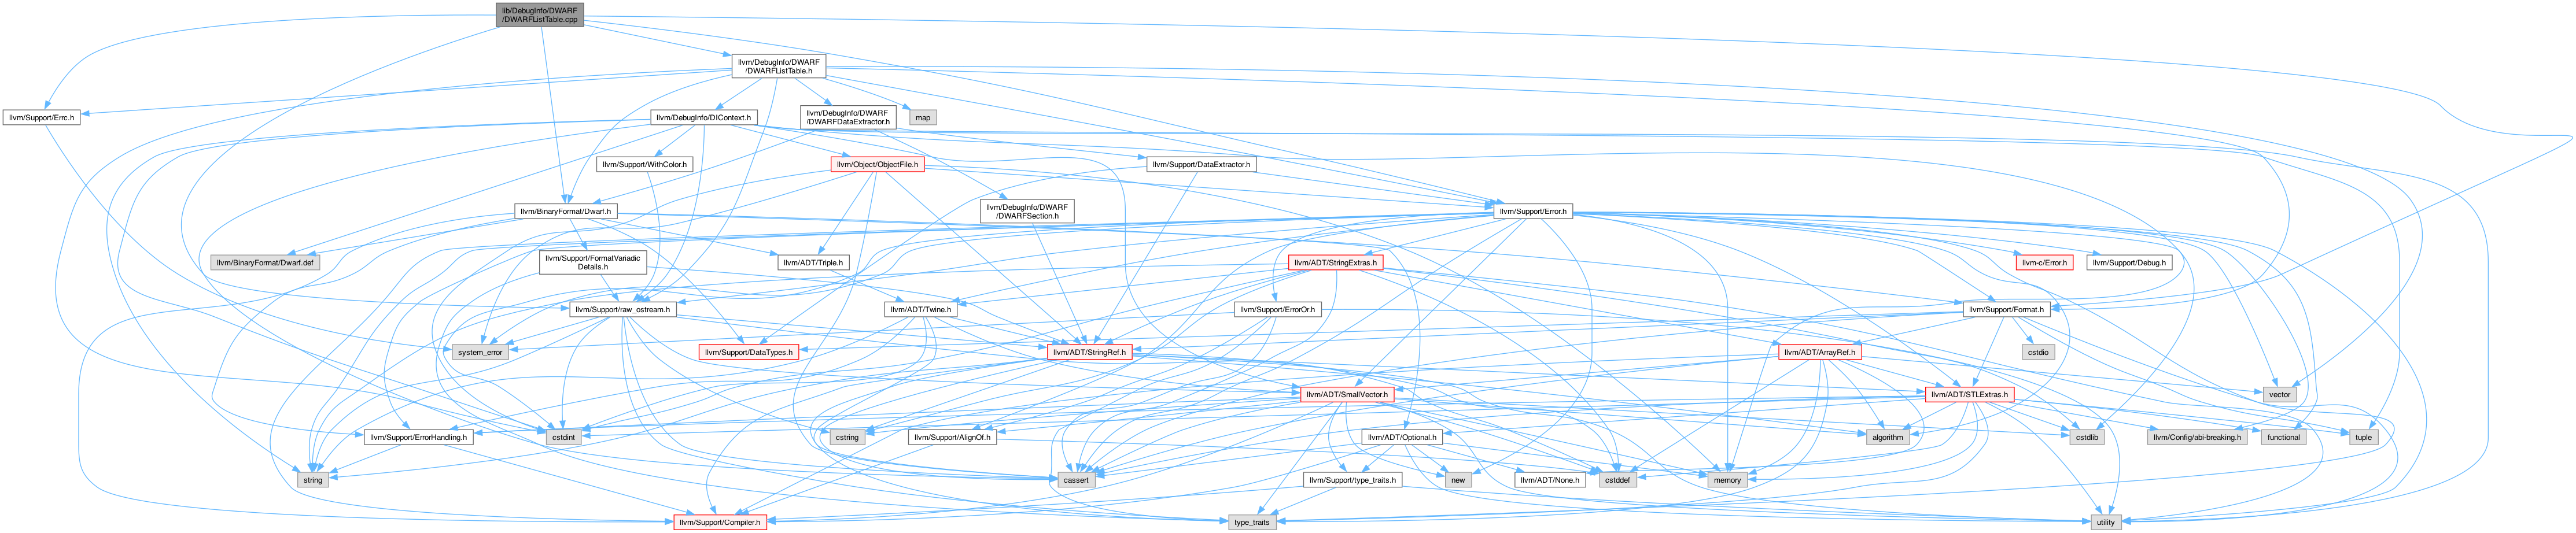 lib/DebugInfo/DWARF
/DWARFListTable.cpp
llvm/DebugInfo/DWARF
/DWARFListTable.h
llvm/Support/Errc.h
llvm/DebugInfo/DIContext.h
llvm/DebugInfo/DWARF
/DWARFDataExtractor.h
map
llvm/Support/WithColor.h
llvm/Object/ObjectFile.h
llvm/Support/DataExtractor.h
llvm/BinaryFormat/Dwarf.h
llvm/DebugInfo/DWARF
/DWARFSection.h
llvm/Support/Error.h
llvm/BinaryFormat/Dwarf.def
llvm/Support/FormatVariadic
Details.h
llvm/ADT/Triple.h
llvm/ADT/StringExtras.h
llvm-c/Error.h
llvm/Support/Debug.h
llvm/Support/raw_ostream.h
llvm/ADT/Twine.h
llvm/Support/ErrorOr.h
llvm/Support/Format.h
system_error
llvm/Support/DataTypes.h
llvm/ADT/StringRef.h
llvm/ADT/ArrayRef.h
cstdio
llvm/ADT/SmallVector.h
llvm/ADT/STLExtras.h
vector
llvm/Support/ErrorHandling.h
cstdint
cstring
llvm/Support/AlignOf.h
llvm/ADT/Optional.h
algorithm
cstdlib
llvm/Config/abi-breaking.h
functional
tuple
string
cassert
llvm/Support/type_traits.h
new
llvm/ADT/None.h
cstddef
memory
llvm/Support/Compiler.h
type_traits
utility